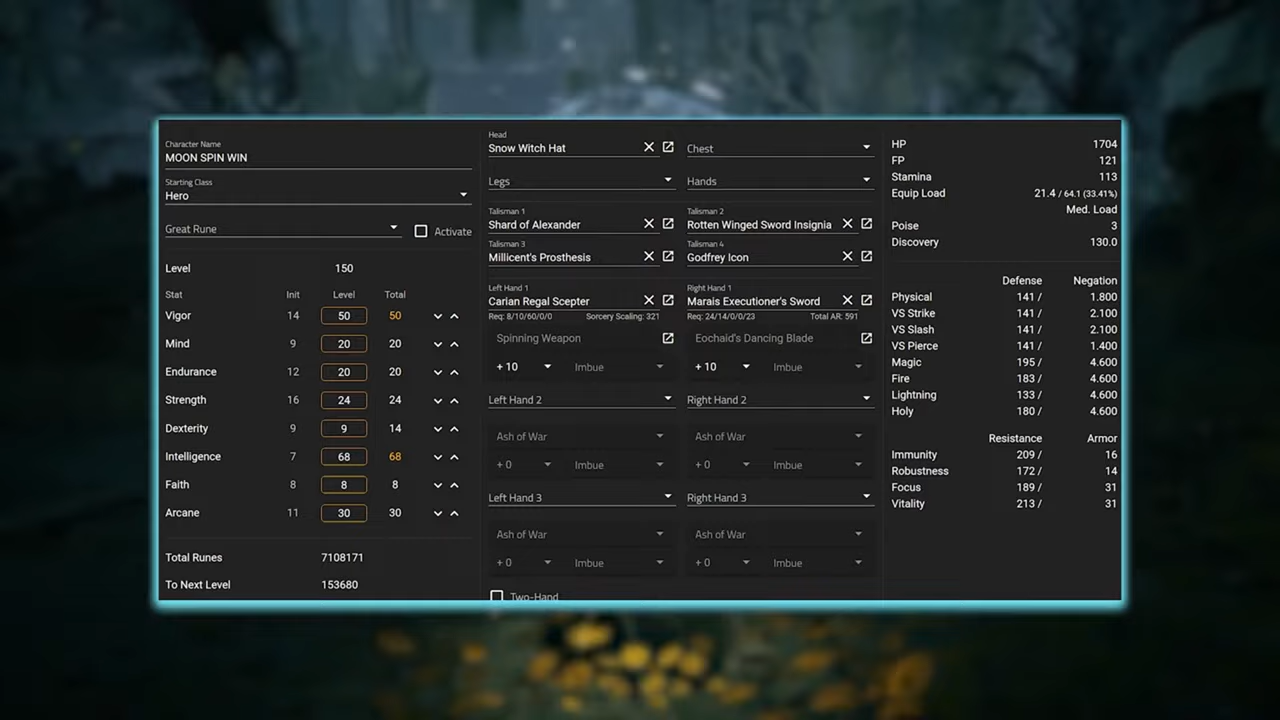 Character Name
MOON SPIN WIN
Starting Class
Hero
Great Rune
Activate
Level 150
Stat Init Level Total
Vigor 14 50 50
Mind 9 20 20
Endurance 12 20 20
Strength 16 24 24
Dexterity 9 9 14
Intelligence 7 68 68
Faith 8 8 8
Arcane 11 30 30
Total Runes 7108171
To Next Level 153680
Head
Snow Witch Hat
Chest
Legs
Hands
Talisman 1
Shard of Alexander
Talisman 2
Rotten Winged Sword Insignia
Talisman 3
Millicent's Prosthesis
Talisman 4
Godfrey Icon
Left Hand 1
Carian Regal Scepter
Req: 8/10/60/0/0 Sorcery Scaling: 321
Spinning Weapon
+ 10 Imbue
Right Hand 1
Marais Executioner's Sword
Req: 24/14/0/0/23 Total AR: 591
Eochaid's Dancing Blade
+ 10 Imbue
Left Hand 2
Ash of War
+ 0 Imbue
Right Hand 2
Ash of War
+ 0 Imbue
Left Hand 3
Ash of War
+ 0 Imbue
Right Hand 3
Ash of War
+ 0 Imbue
Two-Hand
HP 1704
FP 121
Stamina 113
Equip Load 21.4 / 64.1 (33.41%)
Med. Load
Poise 3
Discovery 130.0
Defense Negation
Physical 141 / 1.800
VS Strike 141 / 2.100
VS Slash 141 / 2.100
VS Pierce 141 / 1.400
Magic 195 / 4.600
Fire 183 / 4.600
Lightning 133 / 4.600
Holy 180 / 4.600
Resistance Armor
Immunity 209 / 16
Robustness 172 / 14
Focus 189 / 31
Vitality 213 / 31